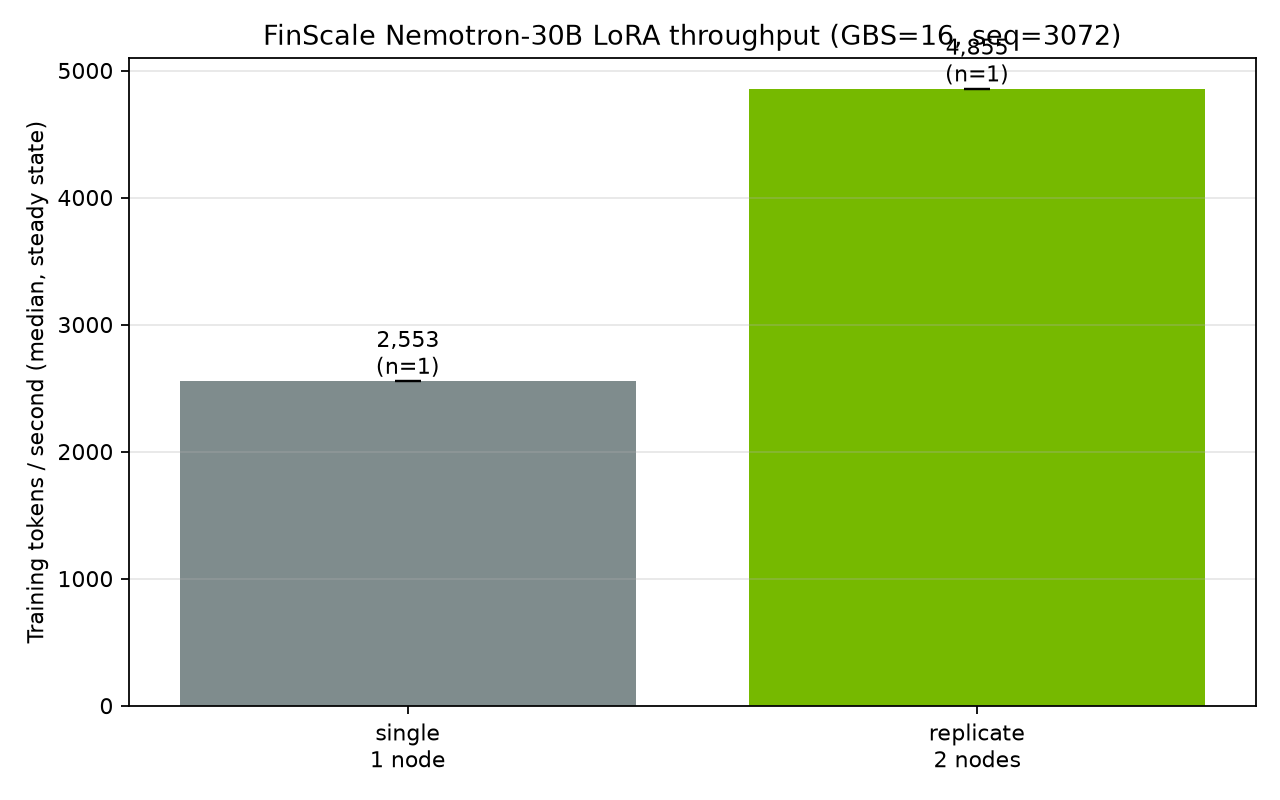 FinScale Nemotron-30B LoRA throughput (GBS=16, seq=3072)
Training tokens / second (median, steady state)
5000
4000
3000
2000
1000
0
2,553
(n=1)
4,855
(n=1)
single
1 node
replicate
2 nodes